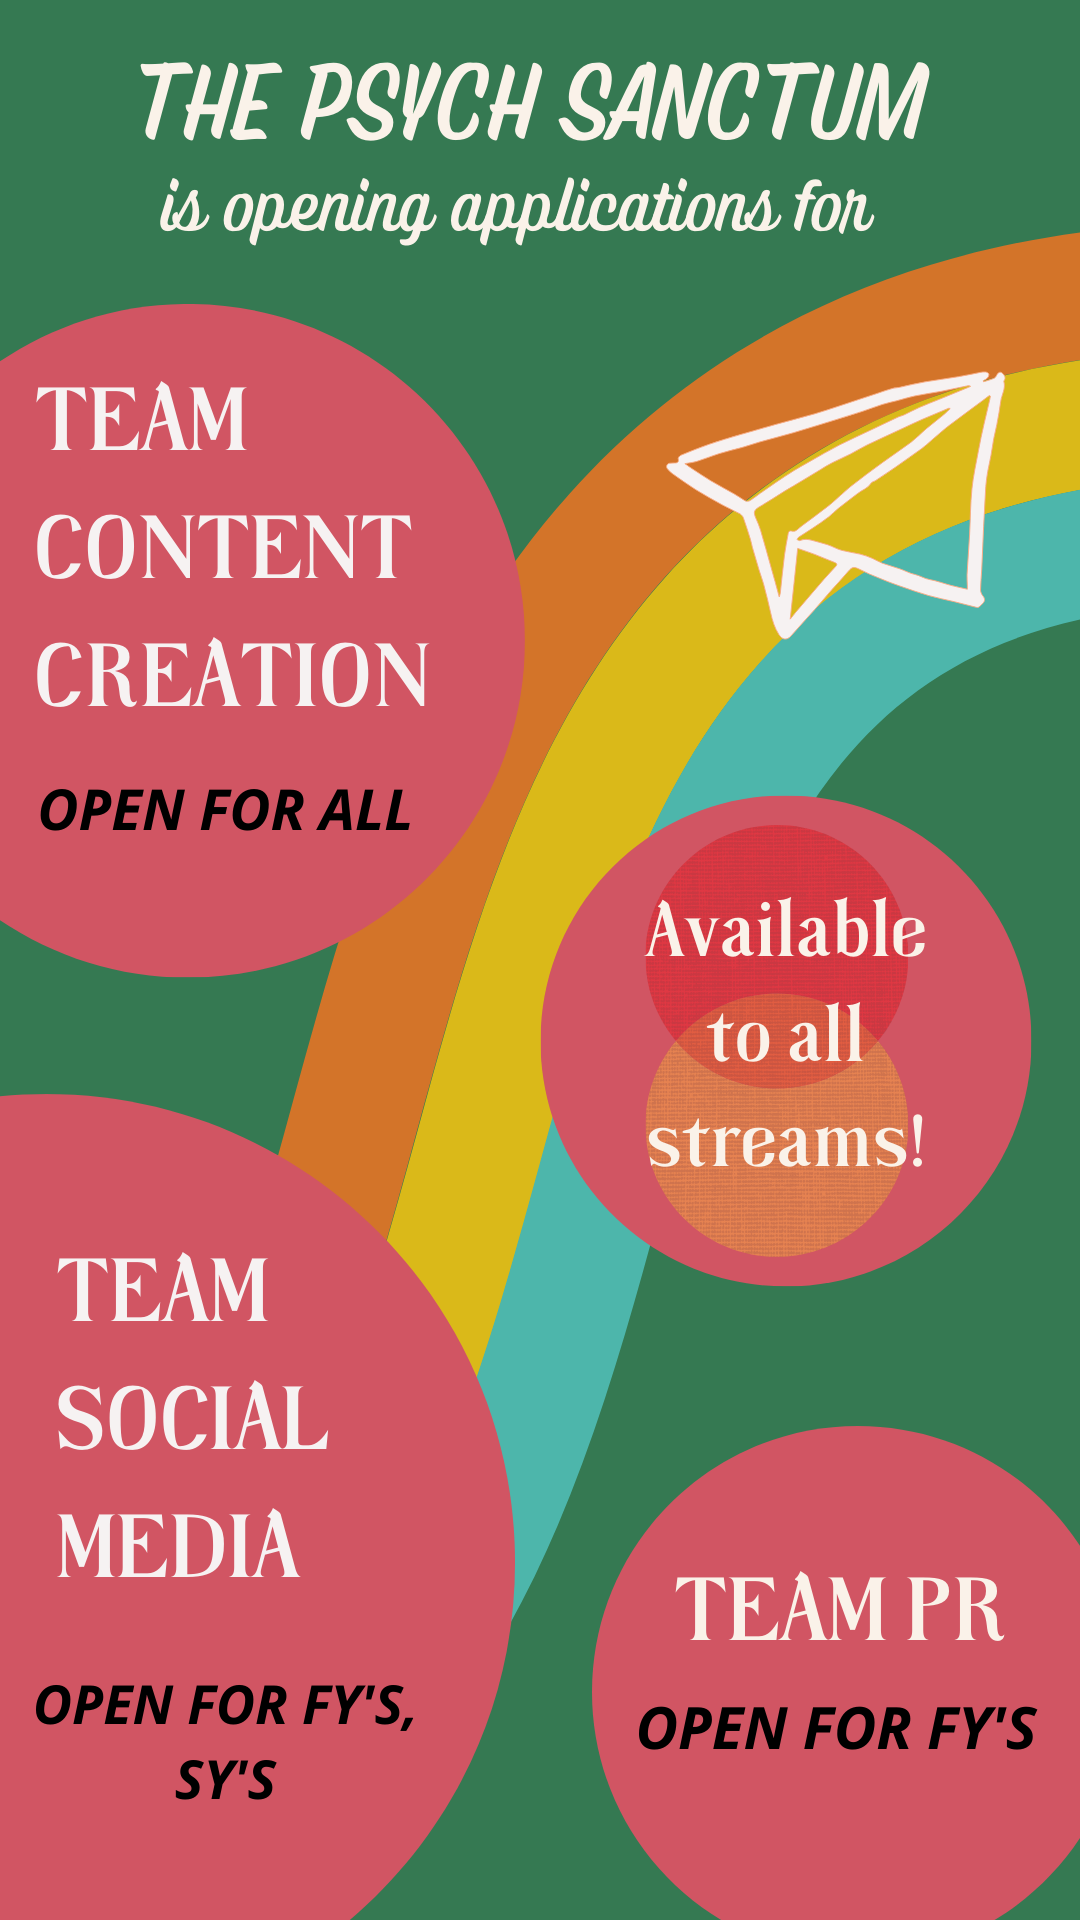 THE PSYCH SANCTUM
is opening applications for
TEAM
CONTENT
CREATION
OPEN FOR ALL
Available
to all
streams!
TEAM
SOCIAL
MEDIA
OPEN FOR FY'S,
SY'S
TEAM PR
OPEN FOR FY'S